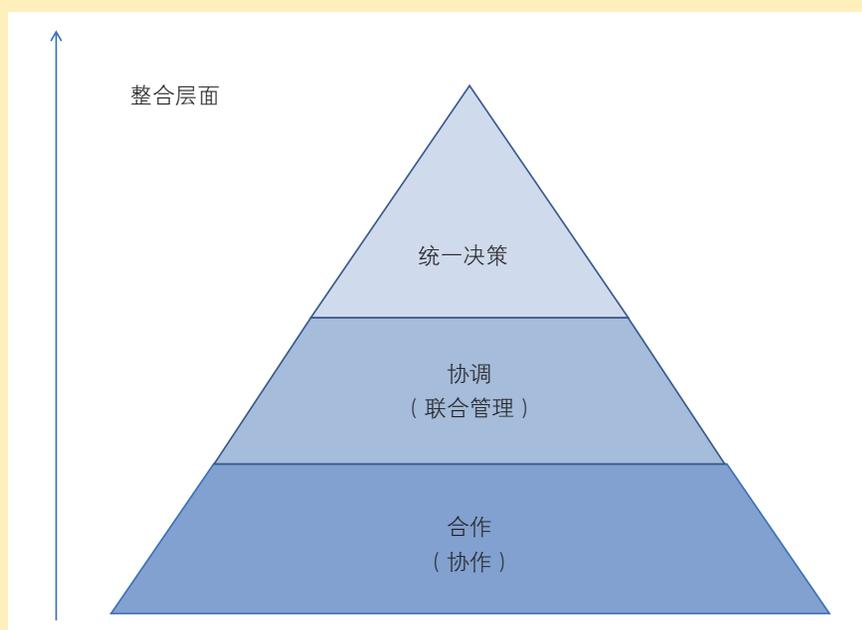 整合层面
统一决策
协调
（联合管理）
合作
（协作）